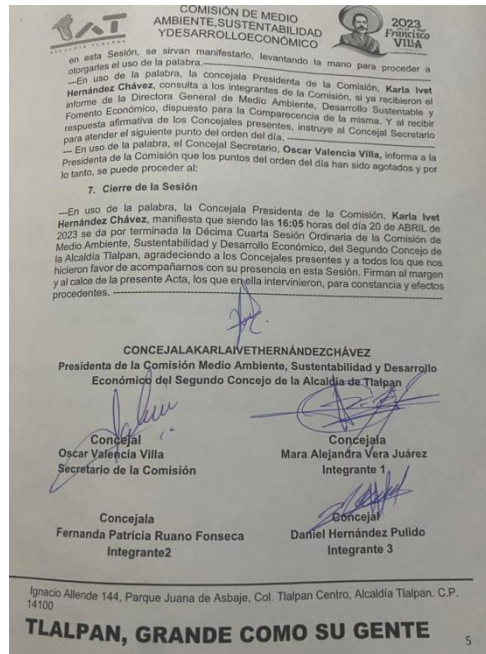 AT
ALCALDÍA TLALPAN
COMISIÓN DE MEDIO
AMBIENTE,SUSTENTABILIDAD
YDESARROLLOECONÓMICO
2023
Francisco
VILLA
en esta Sesión, se sirvan manifestarlo, levantando la mano para proceder a
otorgarles el uso de la palabra.
---En uso de la palabra, la concejala Presidenta de la Comisión, Karla Ivet
Hernández Chávez, consulta a los integrantes de la Comisión, si ya recibieron el
informe de la Directora General de Medio Ambiente, Desarrollo Sustentable y
Fomento Económico, dispuesto para la Comparecencia de la misma. Y al recibir
respuesta afirmativa de los Concejales presentes, instruye al Concejal Secretario
para atender el siguiente punto del orden del día. ---
--- En uso de la palabra, el Concejal Secretario, Oscar Valencia Villa, informa a la
Presidenta de la Comisión que los puntos del orden del día han sido agotados y por
lo tanto, se puede proceder al:
7. Cierre de la Sesión
---En uso de la palabra, la Concejala Presidenta de la Comisión, Karla Ivet
Hernández Chávez, manifiesta que siendo las 16:05 horas del día 20 de ABRIL de
2023 se da por terminada la Décima Cuarta Sesión Ordinaria de la Comisión de
Medio Ambiente, Sustentabilidad y Desarrollo Económico, del Segundo Concejo de
la Alcaldía Tlalpan, agradeciendo a los Concejales presentes y a todos los que nos
hicieron favor de acompañarnos con su presencia en esta Sesión. Firman al margen
y al calce de la presente Acta, los que en ella intervinieron, para constancia y efectos
procedentes. ---
CONCEJALAKARLAIVETHERNÁNDEZCHÁVEZ
Presidenta de la Comisión Medio Ambiente, Sustentabilidad y Desarrollo
Económico del Segundo Concejo de la Alcaldía de Tlalpan
Concejal
Oscar Valencia Villa
Secretario de la Comisión
Concejala
Mara Alejandra Vera Juárez
Integrante 1
Concejala
Fernanda Patricia Ruano Fonseca
Integrante2
Concejal
Daniel Hernández Pulido
Integrante 3
Ignacio Allende 144, Parque Juana de Asbaje, Col. Tlalpan Centro, Alcaldía Tlalpan. C.P.
14100
TLALPAN, GRANDE COMO SU GENTE
5